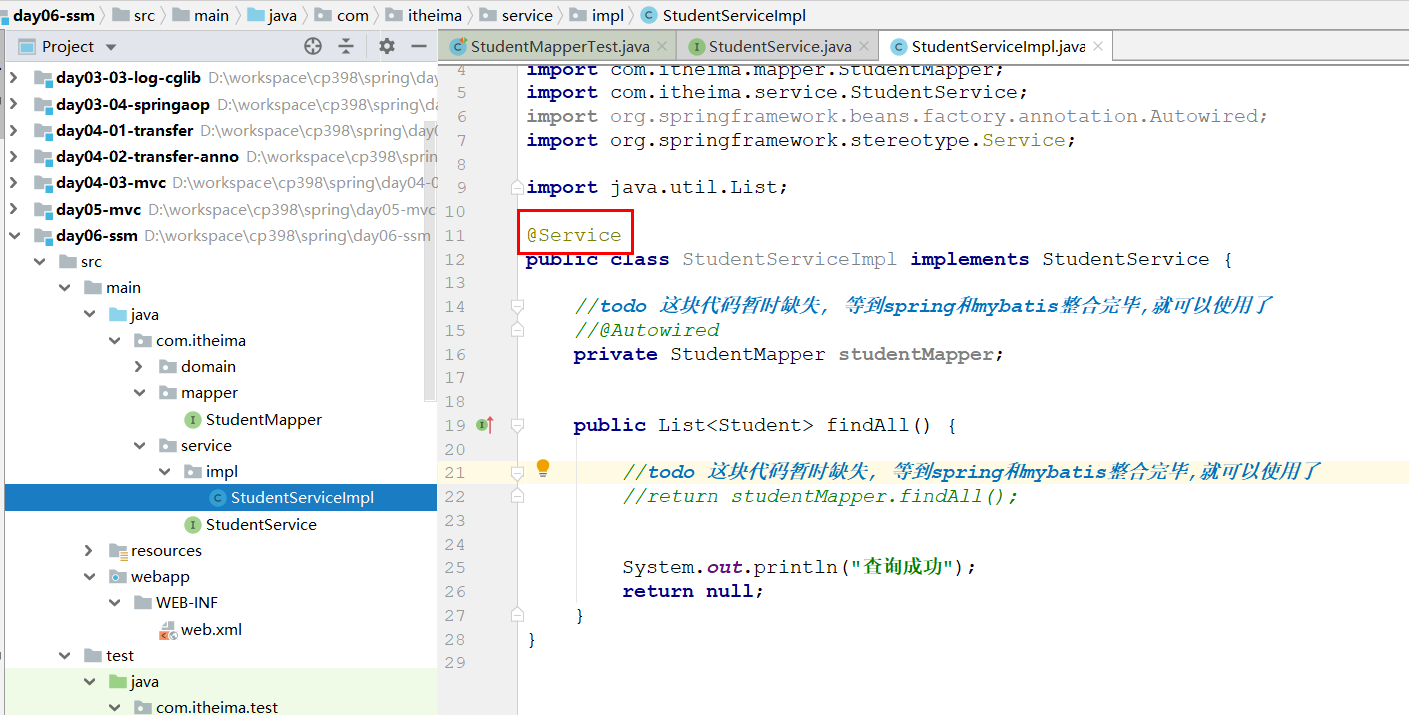 day06-ssm src main java com itheima service impl StudentServiceImpl
Project
StudentMapperTest.java StudentService.java StudentServiceImpl.java
day03-03-log-cglib D:\workspace\cp398\spring\day
day03-04-springaop D:\workspace\cp398\spring\da
day04-01-transfer D:\workspace\cp398\spring\day0
day04-02-transfer-anno D:\workspace\cp398\sprin
day04-03-mvc D:\workspace\cp398\spring\day04-0
day05-mvc D:\workspace\cp398\spring\day05-mvc
day06-ssm D:\workspace\cp398\spring\day06-ssm
src
main
java
com.itheima
domain
mapper
StudentMapper
service
impl
StudentServiceImpl
StudentService
resources
webapp
WEB-INF
web.xml
test
java
com.itheima.test
4 import com.itheima.mapper.StudentMapper;
5 import com.itheima.service.StudentService;
6 import org.springframework.beans.factory.annotation.Autowired;
7 import org.springframework.stereotype.Service;
8
9 import java.util.List;
10
11 @Service
12 public class StudentServiceImpl implements StudentService {
13
14 //todo 这块代码暂时缺失, 等到spring和mybatis整合完毕,就可以使用了
15 //@Autowired
16 private StudentMapper studentMapper;
17
18
19 public List<Student> findAll() {
20
21 //todo 这块代码暂时缺失, 等到spring和mybatis整合完毕,就可以使用了
22 //return studentMapper.findAll();
23
24
25 System.out.println("查询成功");
26 return null;
27 }
28 }
29